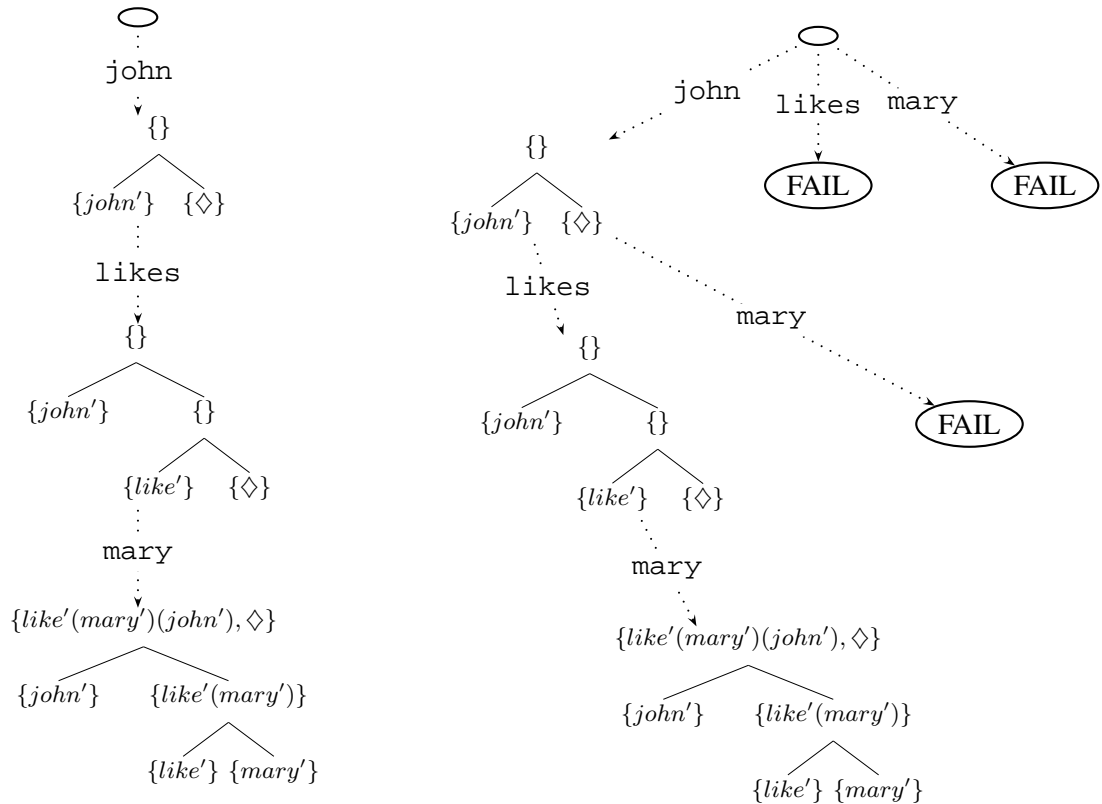 john
{}
{john′} {◇}
likes
{}
{john′} {}
{like′} {◇}
mary
{like′(mary′)(john′), ◇}
{john′} {like′(mary′)}
{like′} {mary′}
john likes mary
FAIL FAIL
{}
{john′} {◇}
likes
mary
{}
{john′} {}
FAIL
{like′} {◇}
mary
{like′(mary′)(john′), ◇}
{john′} {like′(mary′)}
{like′} {mary′}